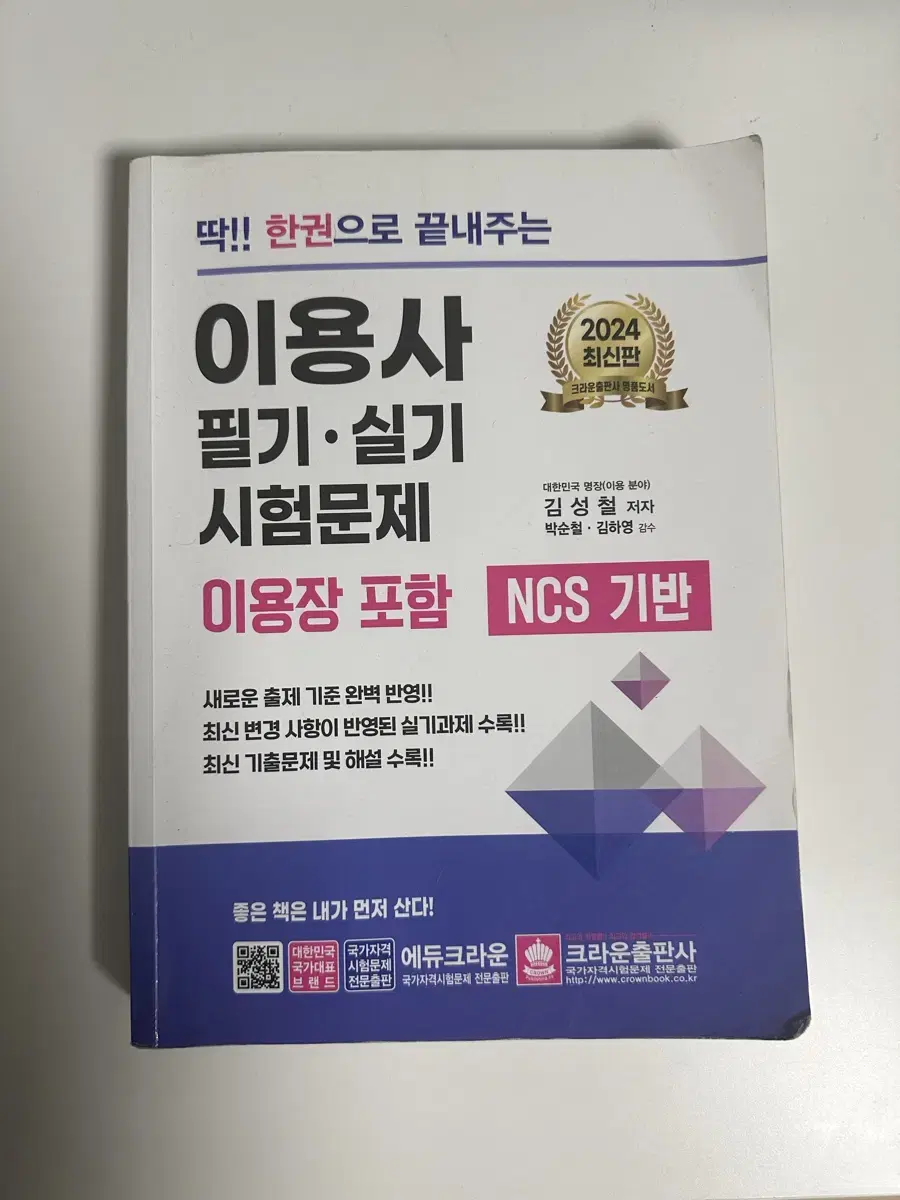 딱!! 한권으로 끝내주는
이용사
필기·실기
시험문제
이용장 포함
NCS 기반
2024
최신판
크라운출판사 명품도서
대한민국 명장(이용 분야)
김성철 저자
박순철·김하영 감수
새로운 출제 기준 완벽 반영!!
최신 변경 사항이 반영된 실기과제 수록!!
최신 기출문제 및 해설 수록!!
좋은 책은 내가 먼저 산다!
대한민국
국가대표
브랜드
국가자격
시험문제
전문출판
에듀크라운
국가자격시험문제 전문출판
CROWN
크라운출판사
국가자격시험문제 전문출판
http://www.crownbook.co.kr